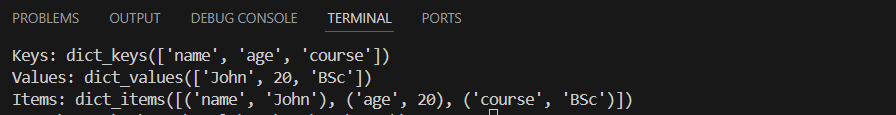 PROBLEMS OUTPUT DEBUG CONSOLE TERMINAL PORTS
Keys: dict_keys(['name', 'age', 'course'])
Values: dict_values(['John', 20, 'BSc'])
Items: dict_items([('name', 'John'), ('age', 20), ('course', 'BSc')])